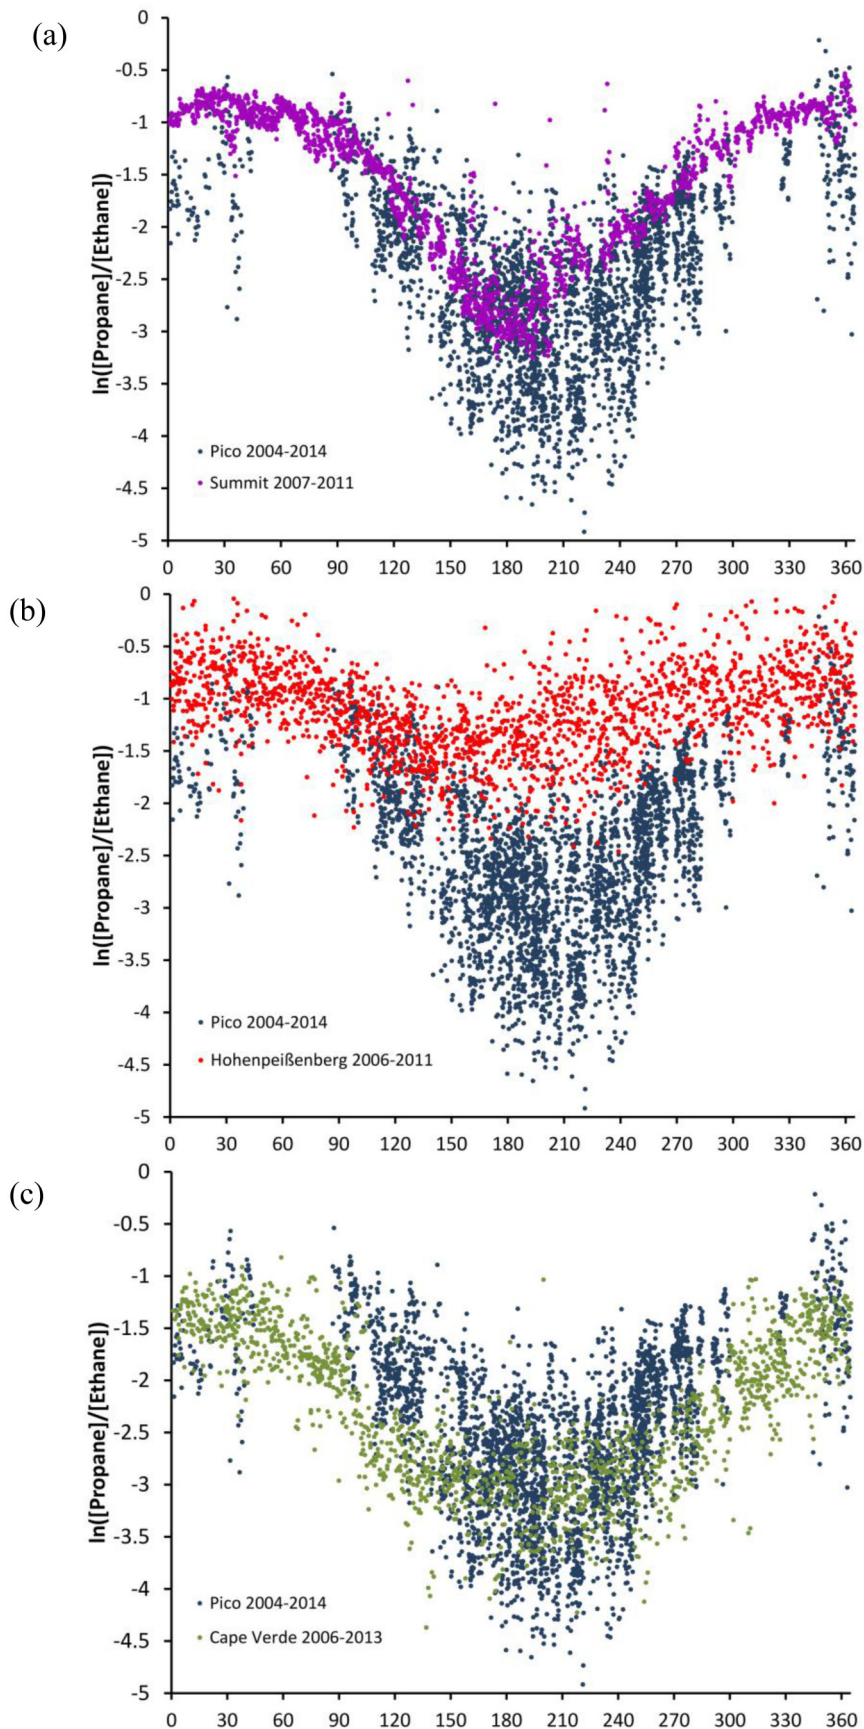 (a)
0
-0.5
-1
-1.5
-2
-2.5
-3
-3.5
-4
-4.5
-5
ln([Propane]/[Ethane])
Pico 2004-2014
Summit 2007-2011
0 30 60 90 120 150 180 210 240 270 300 330 360
(b)
0
-0.5
-1
-1.5
-2
-2.5
-3
-3.5
-4
-4.5
-5
ln([Propane]/[Ethane])
Pico 2004-2014
Hohenpeißenberg 2006-2011
0 30 60 90 120 150 180 210 240 270 300 330 360
(c)
0
-0.5
-1
-1.5
-2
-2.5
-3
-3.5
-4
-4.5
-5
ln([Propane]/[Ethane])
Pico 2004-2014
Cape Verde 2006-2013
0 30 60 90 120 150 180 210 240 270 300 330 360